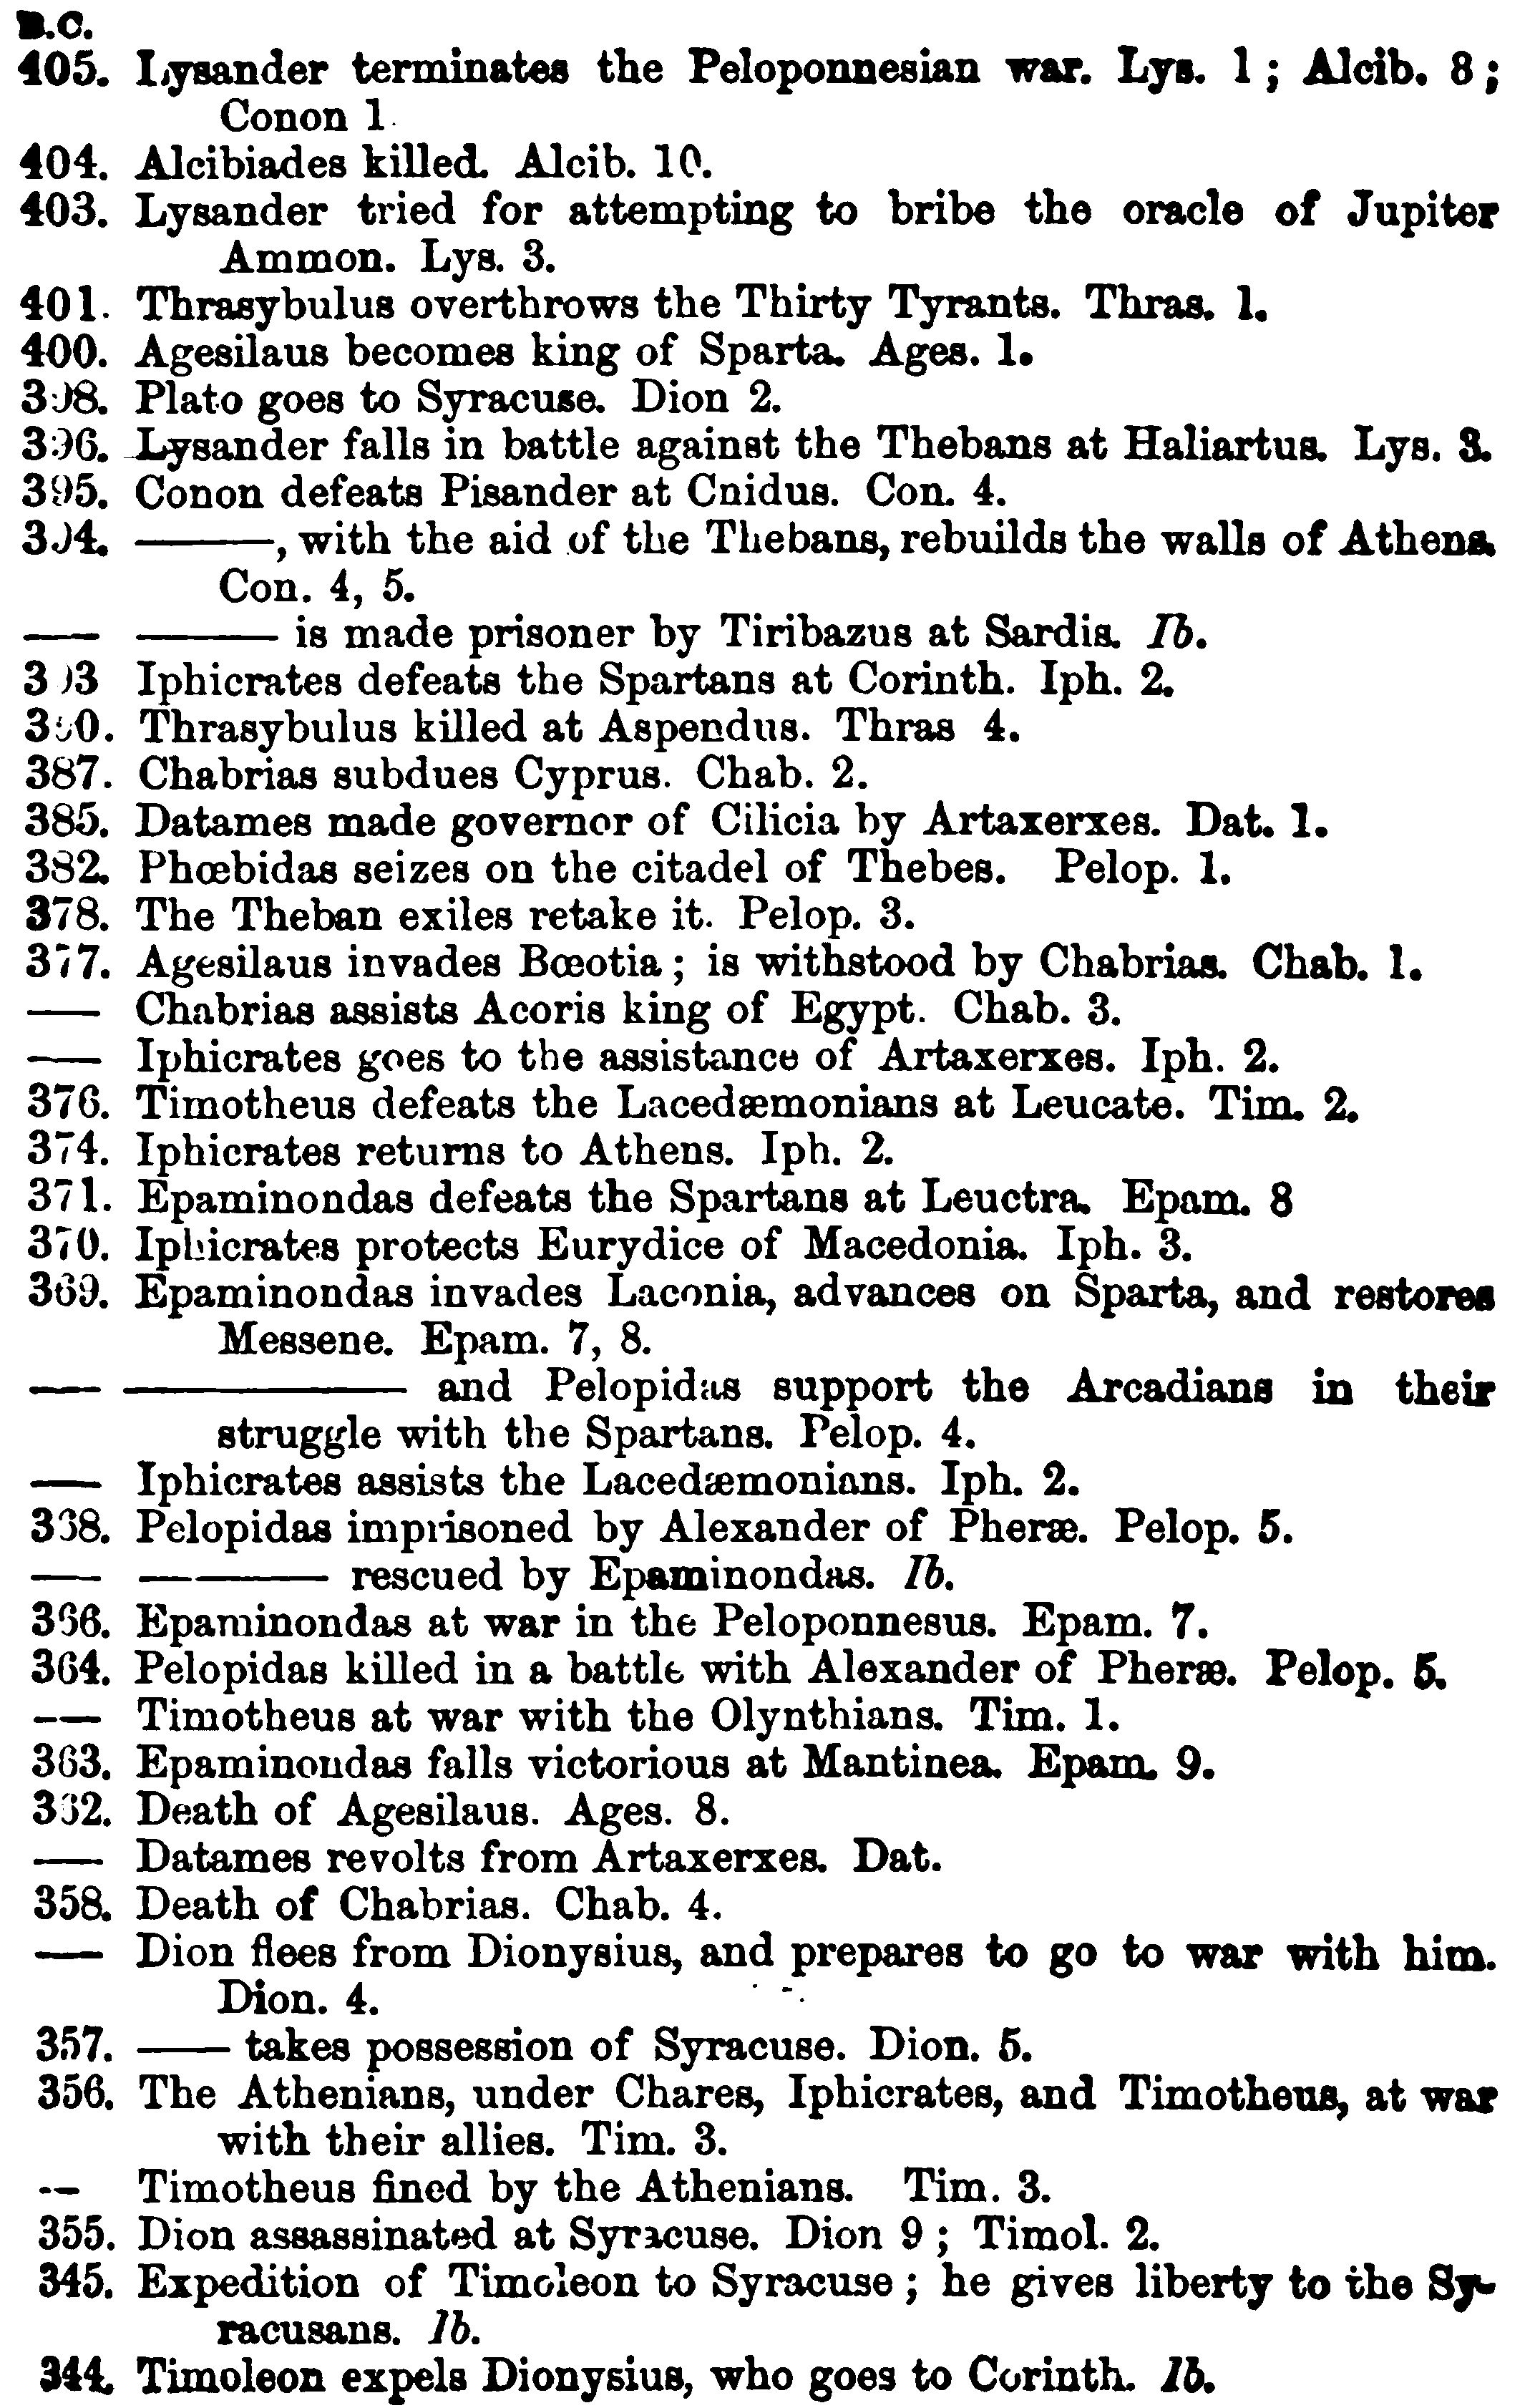 B.C.
405. Lysander terminates the Peloponnesian war. Lys. 1; Alcib. 8;
Conon 1.
404. Alcibiades killed. Alcib. 10.
403. Lysander tried for attempting to bribe the oracle of Jupiter
Ammon. Lys. 3.
401. Thrasybulus overthrows the Thirty Tyrants. Thras. 1.
400. Agesilaus becomes king of Sparta. Ages. 1.
398. Plato goes to Syracuse. Dion 2.
396. Lysander falls in battle against the Thebans at Haliartus. Lys. 3.
395. Conon defeats Pisander at Cnidus. Con. 4.
394. ———, with the aid of the Thebans, rebuilds the walls of Athens.
Con. 4, 5.
— ——— is made prisoner by Tiribazus at Sardis. Ib.
393 Iphicrates defeats the Spartans at Corinth. Iph. 2.
390. Thrasybulus killed at Aspendus. Thras 4.
387. Chabrias subdues Cyprus. Chab. 2.
385. Datames made governor of Cilicia by Artaxerxes. Dat. 1.
382. Phœbidas seizes on the citadel of Thebes. Pelop. 1.
378. The Theban exiles retake it. Pelop. 3.
377. Agesilaus invades Bœotia; is withstood by Chabrias. Chab. 1.
— Chabrias assists Acoris king of Egypt. Chab. 3.
— Iphicrates goes to the assistance of Artaxerxes. Iph. 2.
376. Timotheus defeats the Lacedæmonians at Leucate. Tim. 2.
374. Iphicrates returns to Athens. Iph. 2.
371. Epaminondas defeats the Spartans at Leuctra. Epam. 8
370. Iphicrates protects Eurydice of Macedonia. Iph. 3.
369. Epaminondas invades Laconia, advances on Sparta, and restores
Messene. Epam. 7, 8.
— ——— and Pelopidas support the Arcadians in their
struggle with the Spartans. Pelop. 4.
— Iphicrates assists the Lacedæmonians. Iph. 2.
368. Pelopidas imprisoned by Alexander of Pheræ. Pelop. 5.
— ——— rescued by Epaminondas. Ib.
366. Epaminondas at war in the Peloponnesus. Epam. 7.
364. Pelopidas killed in a battle with Alexander of Pheræ. Pelop. 5.
— Timotheus at war with the Olynthians. Tim. 1.
363. Epaminondas falls victorious at Mantinea. Epam. 9.
362. Death of Agesilaus. Ages. 8.
— Datames revolts from Artaxerxes. Dat.
358. Death of Chabrias. Chab. 4.
— Dion flees from Dionysius, and prepares to go to war with him.
Dion. 4.
357. —— takes possession of Syracuse. Dion. 5.
356. The Athenians, under Chares, Iphicrates, and Timotheus, at war
with their allies. Tim. 3.
— Timotheus fined by the Athenians. Tim. 3.
355. Dion assassinated at Syracuse. Dion 9; Timol. 2.
345. Expedition of Timoleon to Syracuse; he gives liberty to the Sy-
racusans. Ib.
344. Timoleon expels Dionysius, who goes to Corinth. Ib.